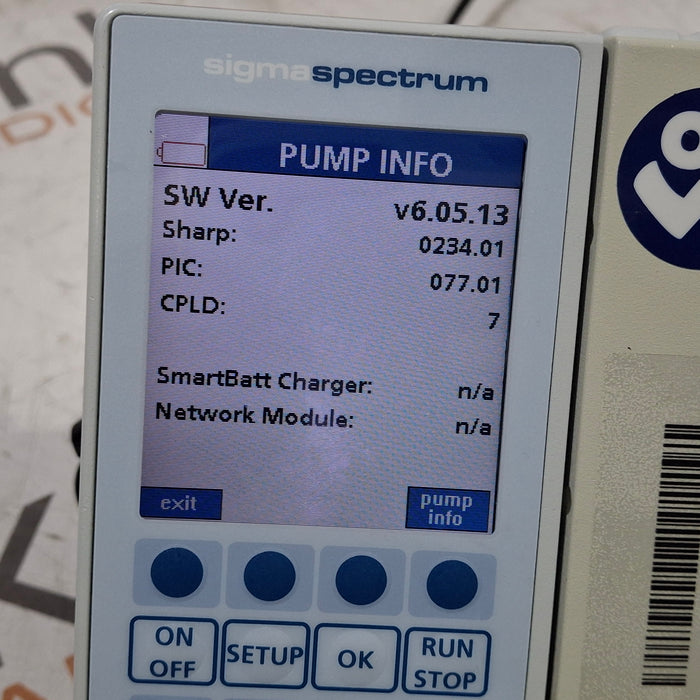 sigmaspectrum
PUMP INFO
SW Ver. v6.05.13
Sharp: 0234.01
PIC: 077.01
CPLD: 7
SmartBatt Charger: n/a
Network Module: n/a
exit
pump
info
ON
OFF
SETUP
OK
RUN
STOP